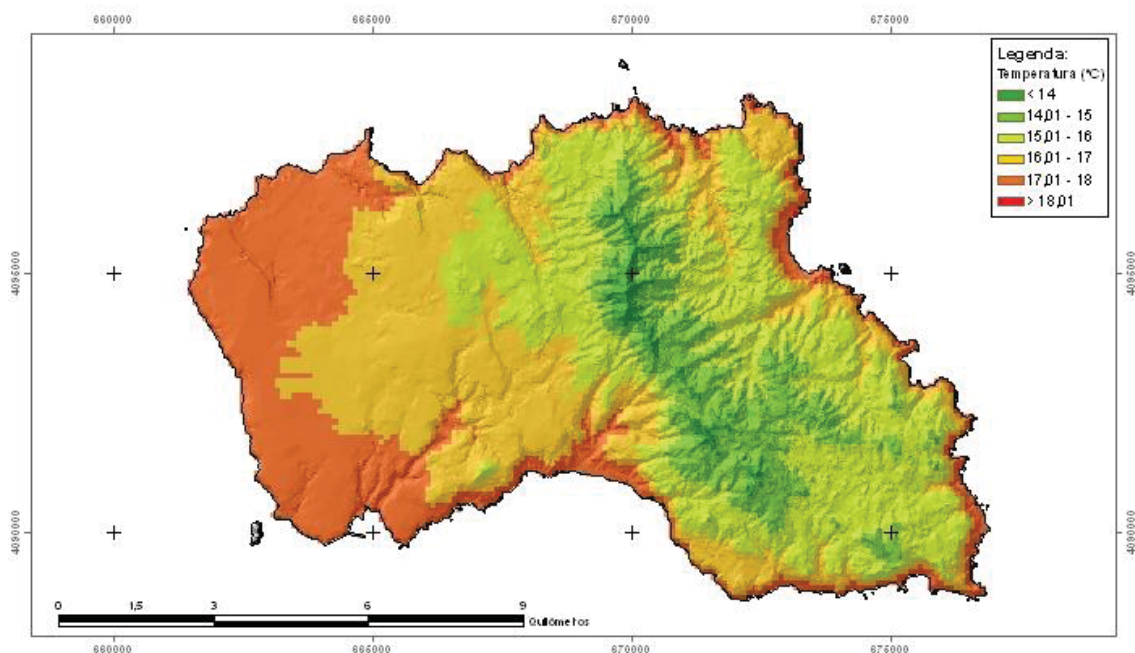 660000 665000 670000 675000
Legenda:
Temperatura (ºC)
< 14
14,01 - 15
15,01 - 16
16,01 - 17
17,01 - 18
> 18,01
4095000 4095000
4090000 4090000
0 1,5 3 6 9
Quilómetros
660000 665000 670000 675000